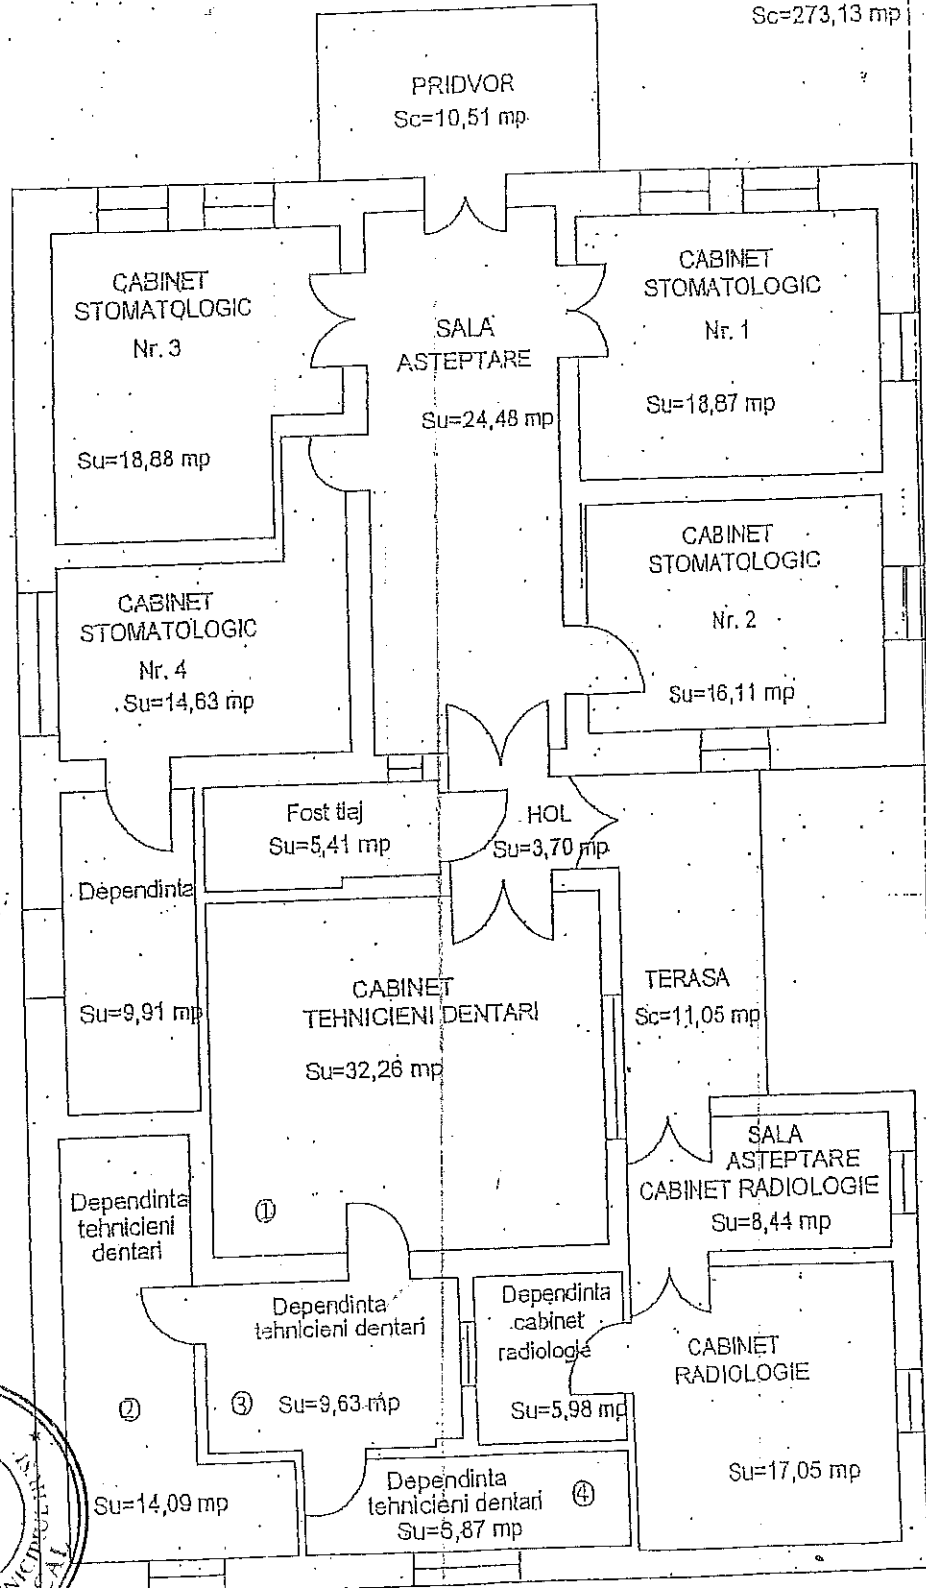 Sc=273,13 mp
PRIDVOR
Sc=10,51 mp
CABINET
STOMATOLOGIC
Nr. 3
Su=18,88 mp
SALA
ASTEPTARE
Su=24,48 mp
CABINET
STOMATOLOGIC
Nr. 1
Su=18,87 mp
CABINET
STOMATOLOGIC
Nr. 2
Su=16,11 mp
CABINET
STOMATOLOGIC
Nr. 4
Su=14,63 mp
Fost tiaj
Su=5,41 mp
HOL
Su=3,70 mp
Dependinta
Su=9,91 mp
CABINET
TEHNICIENI DENTARI
Su=32,26 mp
①
TERASA
Sc=11,05 mp
SALA
ASTEPTARE
CABINET RADIOLOGIE
Su=8,44 mp
Dependinta
tehnicieni
dentari
②
Su=14,09 mp
Dependinta
tehnicieni dentari
③ Su=9,63 mp
Dependinta
cabinet
radiologie
Su=5,98 mp
CABINET
RADIOLOGIE
Su=17,05 mp
Dependinta
tehnicieni dentari ④
Su=6,87 mp